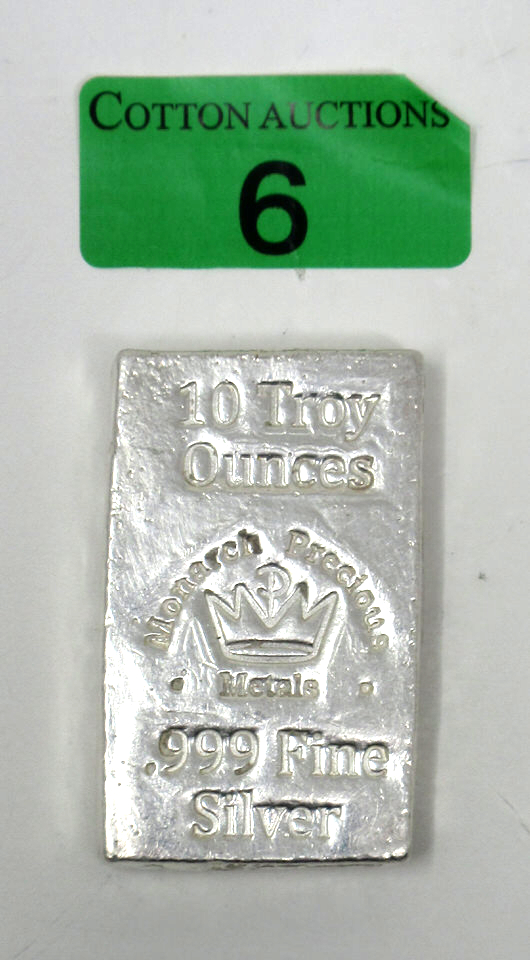 COTTON AUCTIONS
6
10 Troy
Ounces
Monarch Precious
Metals
.999 Fine
Silver